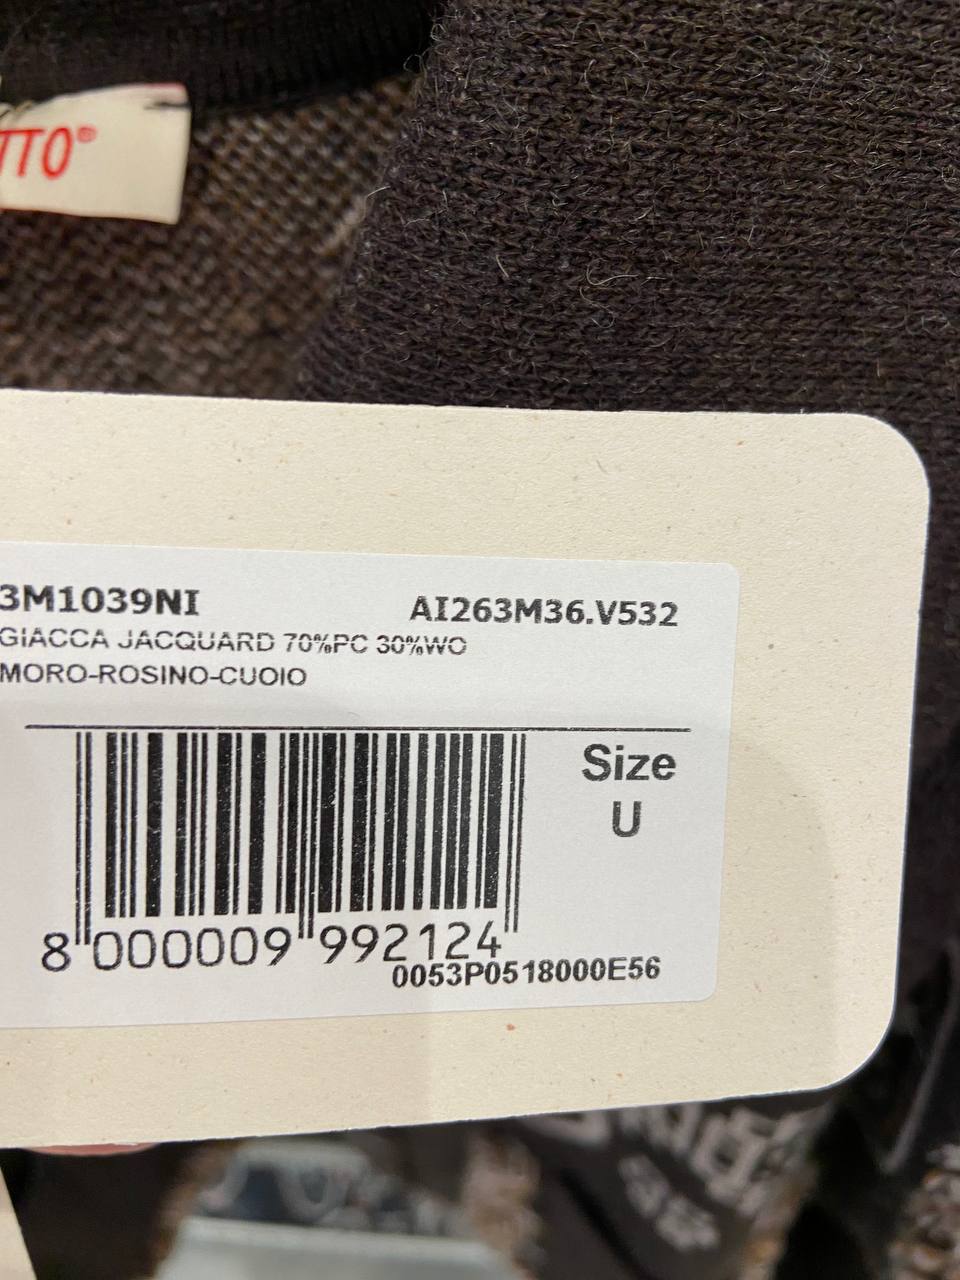 TTO®
3M1039NI AI263M36.V532
GIACCA JACQUARD 70%PC 30%WO
MORO-ROSINO-CUOIO
Size
U
8 000009 992124
0053P0518000E56